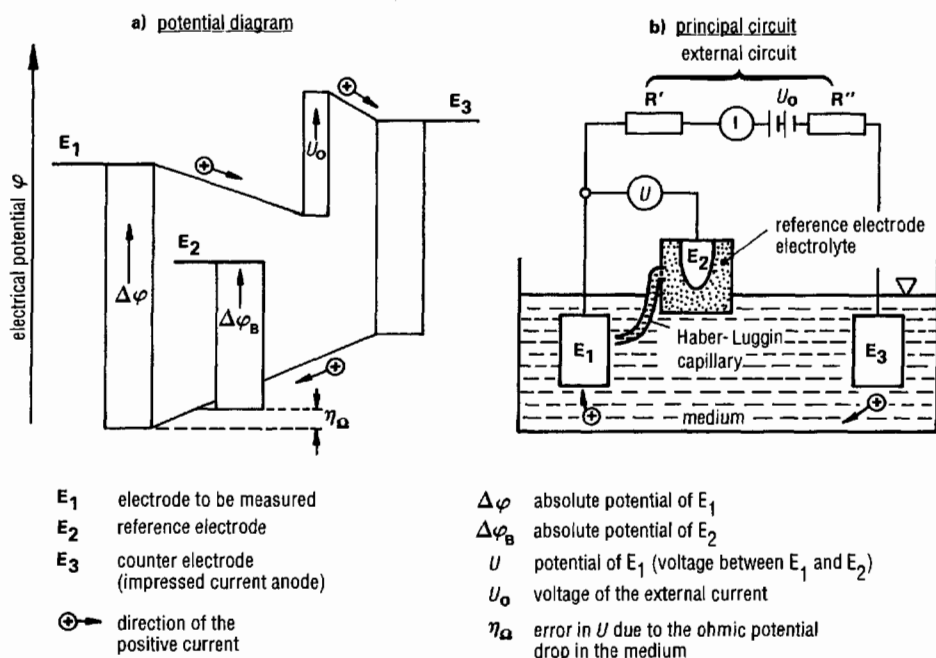 a) potential diagram
electrical potential φ
E1
E2
E3
U0
Δφ
ΔφB
ηΩ
b) principal circuit
external circuit
R' U0 R''
I
U
reference electrode
electrolyte
E2
E1
Haber-Luggin
capillary
E3
medium
E1 electrode to be measured
E2 reference electrode
E3 counter electrode
(impressed current anode)
⊕→ direction of the
positive current
Δφ absolute potential of E1
ΔφB absolute potential of E2
U potential of E1 (voltage between E1 and E2)
U0 voltage of the external current
ηΩ error in U due to the ohmic potential
drop in the medium